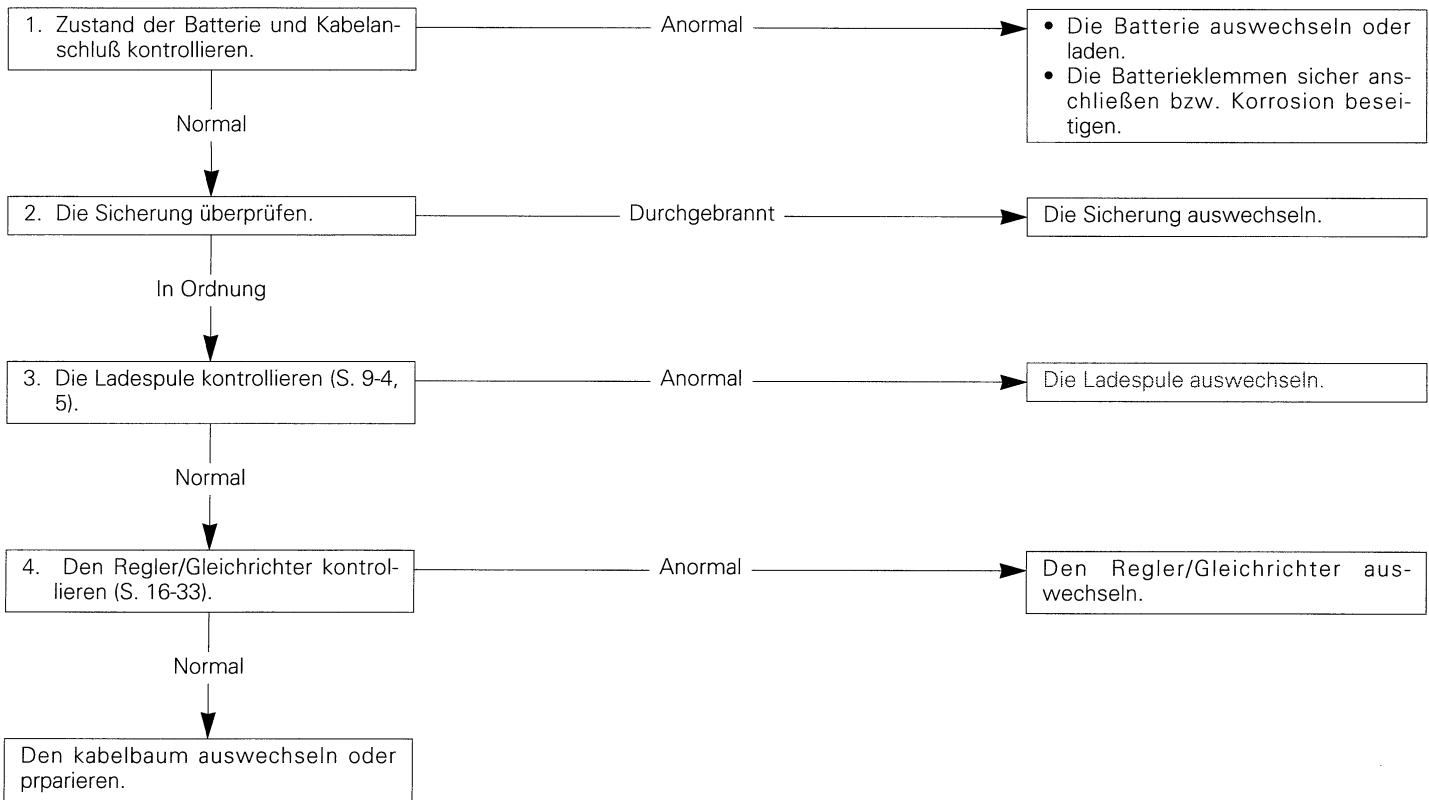 1. Zustand der Batterie und Kabelan-
schluß kontrollieren.
Anormal
• Die Batterie auswechseln oder
laden.
• Die Batterieklemmen sicher ans-
chließen bzw. Korrosion besei-
tigen.
Normal
2. Die Sicherung überprüfen.
Durchgebrannt
Die Sicherung auswechseln.
In Ordnung
3. Die Ladespule kontrollieren (S. 9-4,
5).
Anormal
Die Ladespule auswechseln.
Normal
4. Den Regler/Gleichrichter kontrol-
lieren (S. 16-33).
Anormal
Den Regler/Gleichrichter aus-
wechseln.
Normal
Den kabelbaum auswechseln oder
prparieren.